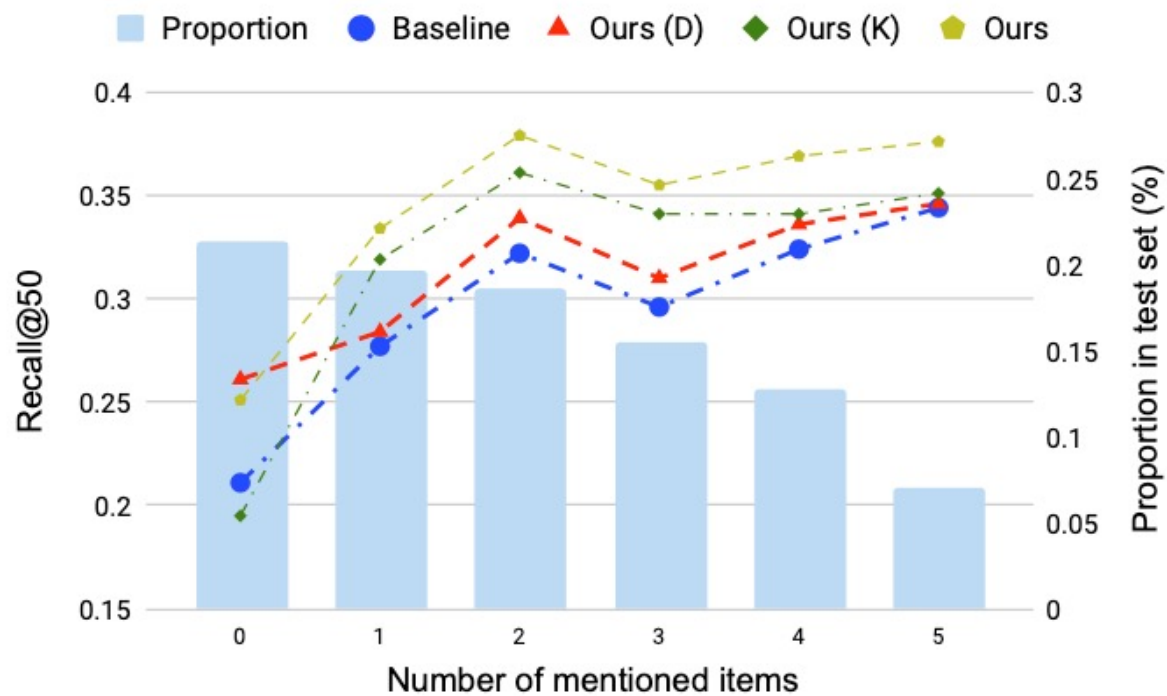 Proportion Baseline Ours (D) Ours (K) Ours
0.4 0.3
0.35 0.25
0.3 0.2
0.25 0.15
0.2 0.1
0.15 0.05
0
Recall@50
Proportion in test set (%)
0 1 2 3 4 5
Number of mentioned items